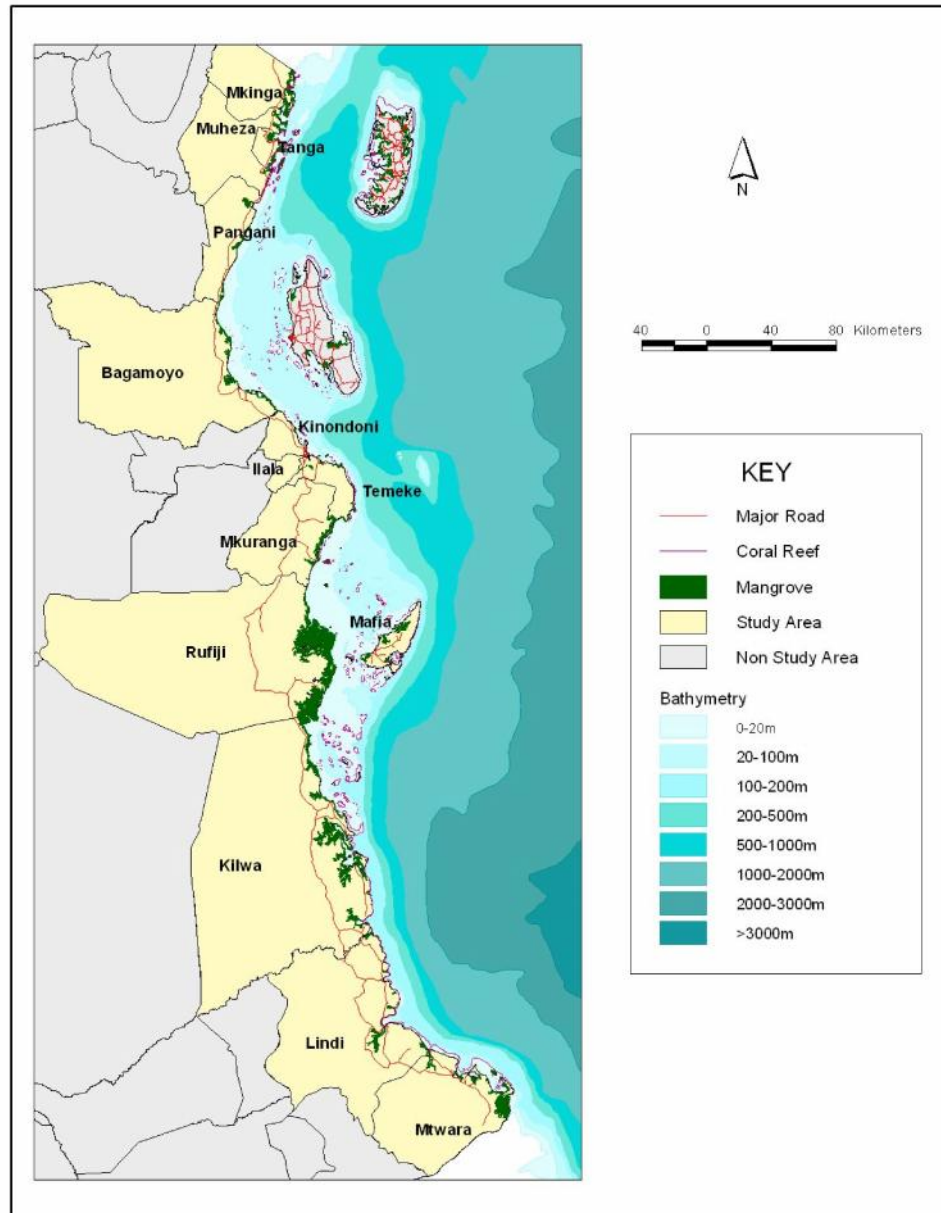 Mkinga
Muheza
Tanga
Pangani
Bagamoyo
Kinondoni
Ilala
Temeke
Mkuranga
Mafia
Rufiji
Kilwa
Lindi
Mtwara
N
40 0 40 80 Kilometers
KEY
Major Road
Coral Reef
Mangrove
Study Area
Non Study Area
Bathymetry
0-20m
20-100m
100-200m
200-500m
500-1000m
1000-2000m
2000-3000m
>3000m